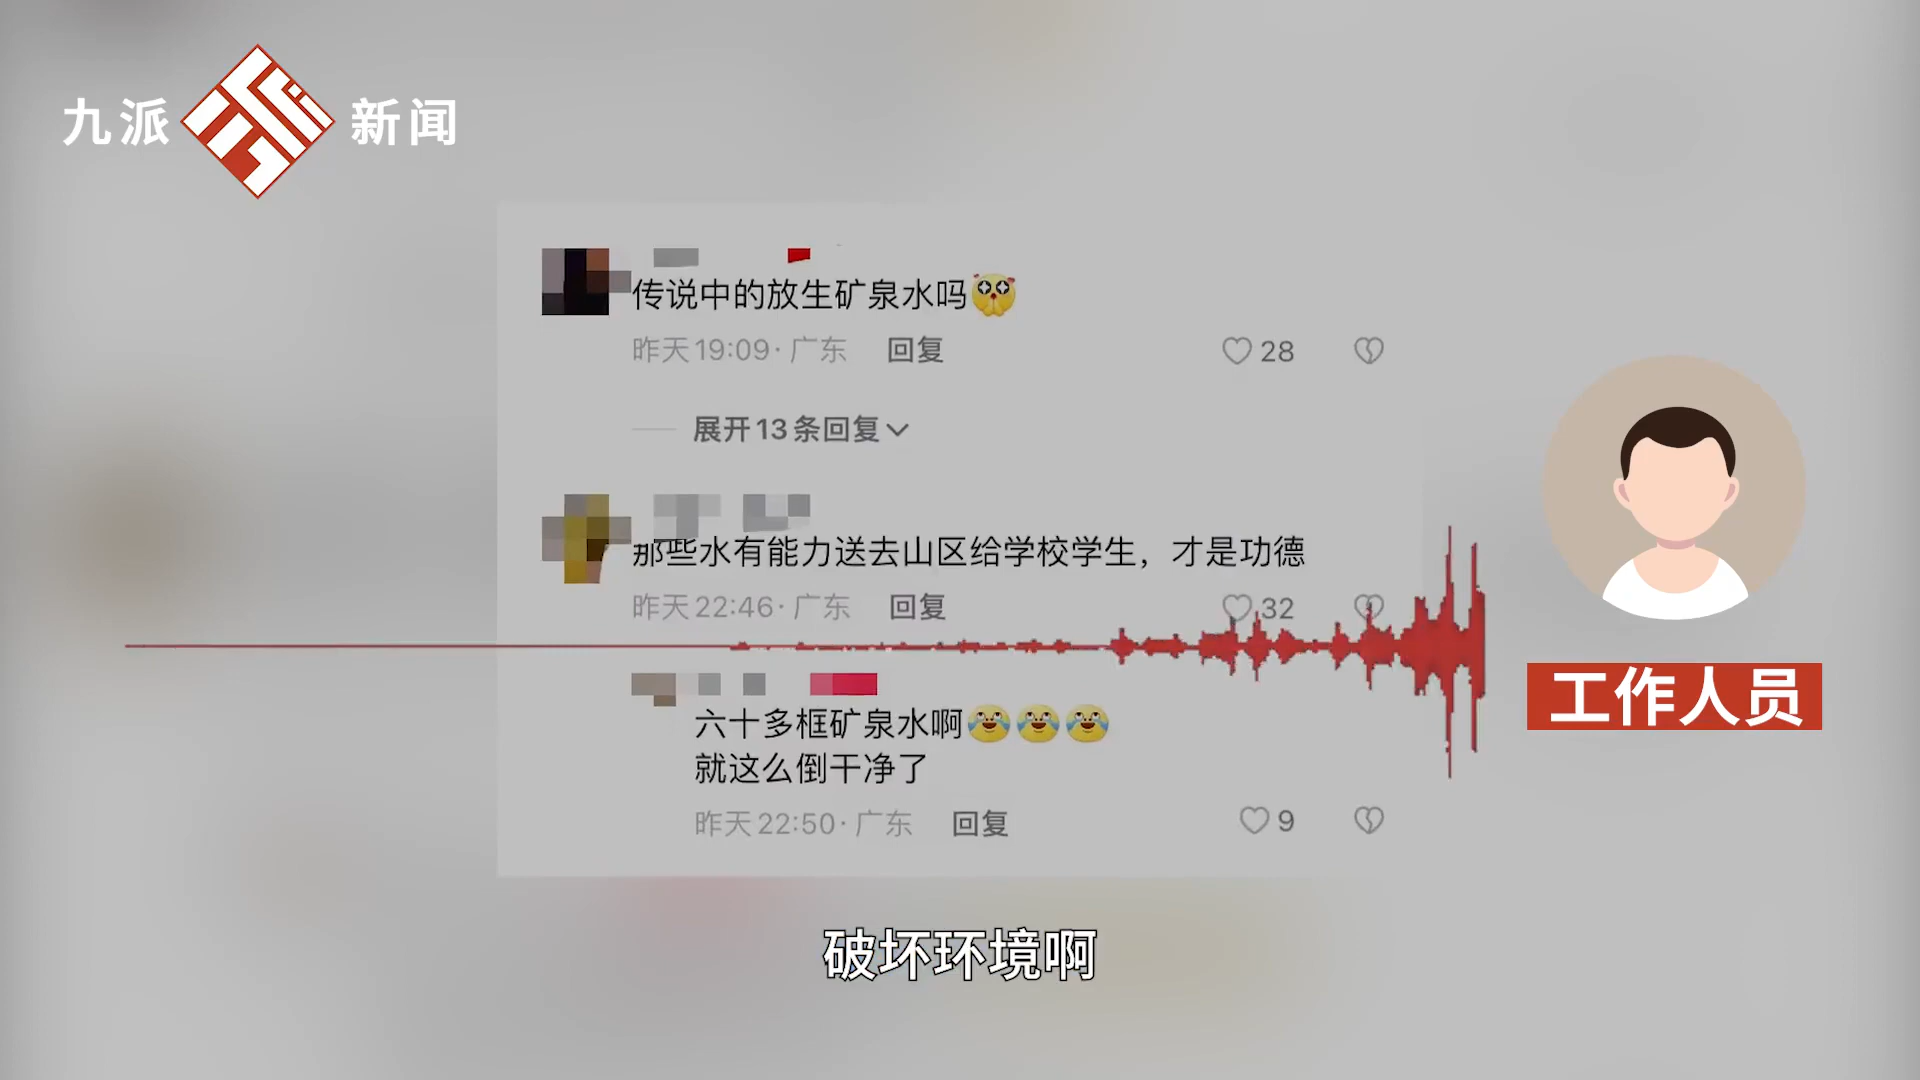 九派新闻
传说中的放生矿泉水吗
昨天19:09·广东 回复 28
展开13条回复
那些水有能力送去山区给学校学生，才是功德
昨天22:46·广东 回复 32
六十多框矿泉水啊
就这么倒干净了
昨天22:50·广东 回复 9
工作人员
破坏环境啊